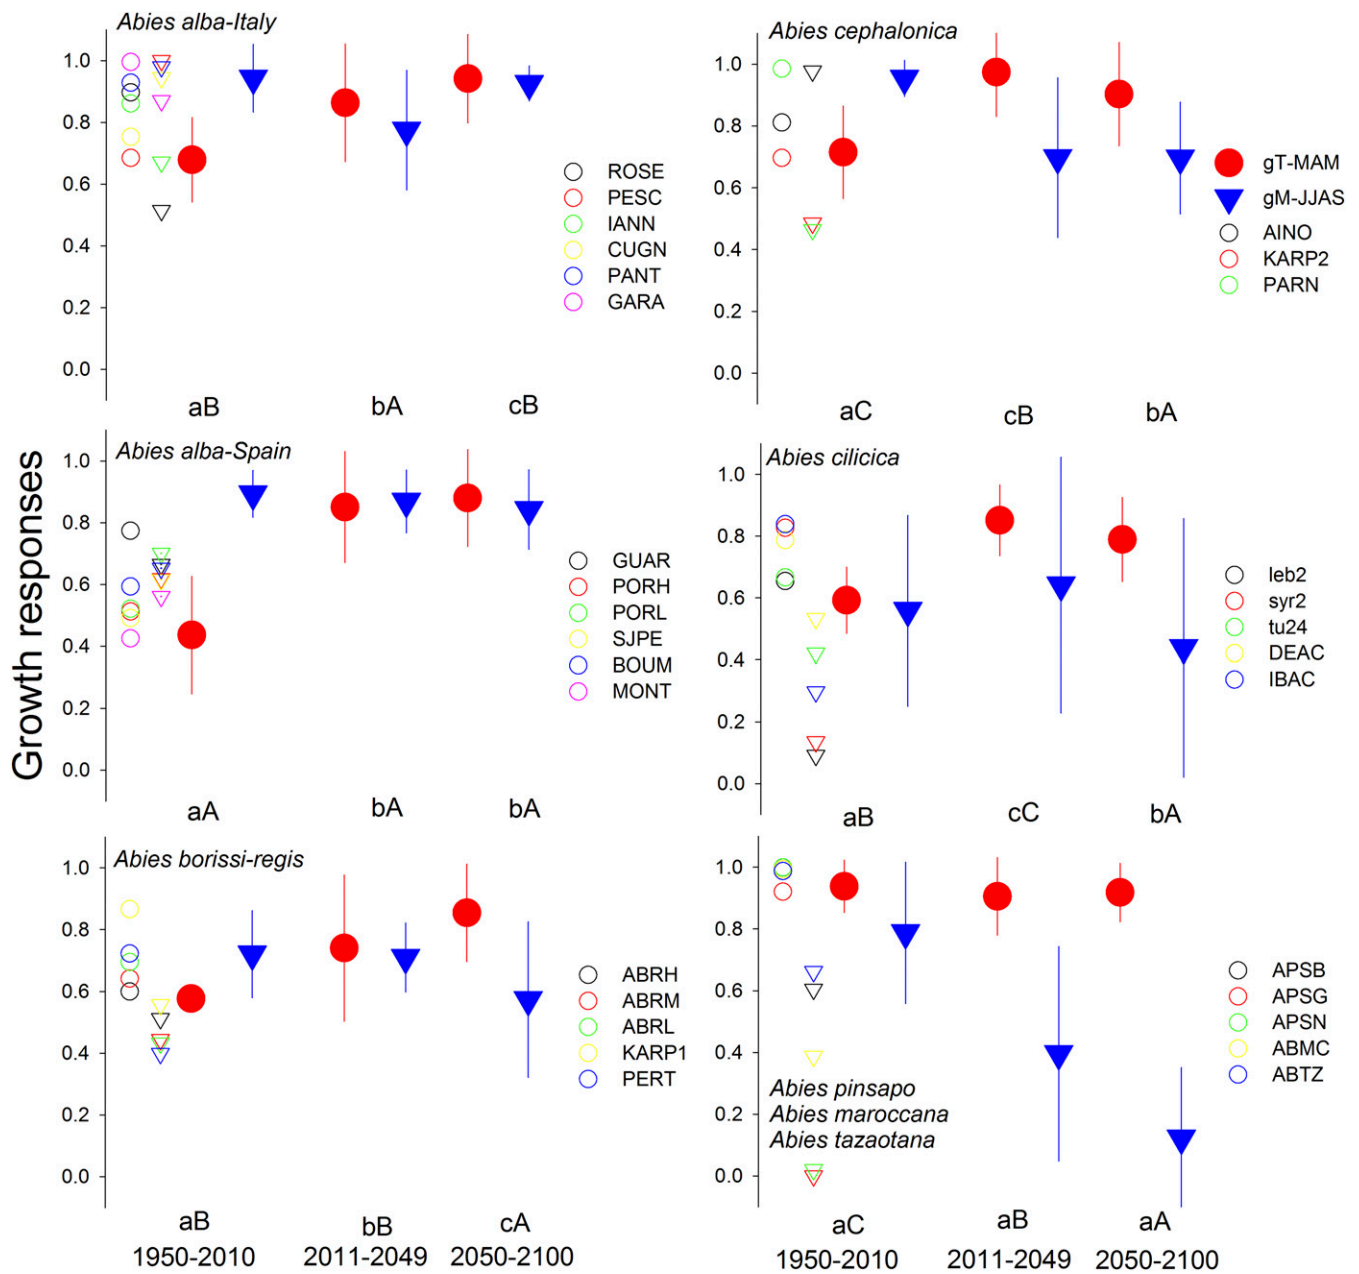 Growth responses
Abies alba-Italy
1.0
0.8
0.6
0.4
0.2
0.0
ROSE
PESC
IANN
CUGN
PANT
GARA
aB
bA
cB
Abies cephalonica
1.0
0.8
0.6
0.4
0.2
0.0
gT-MAM
gM-JJAS
AINO
KARP2
PARN
aC
cB
bA
Abies alba-Spain
1.0
0.8
0.6
0.4
0.2
0.0
GUAR
PORH
PORL
SJPE
BOUM
MONT
aA
bA
bA
Abies cilicica
1.0
0.8
0.6
0.4
0.2
0.0
leb2
syr2
tu24
DEAC
IBAC
aB
cC
bA
Abies borissi-regis
1.0
0.8
0.6
0.4
0.2
0.0
ABRH
ABRM
ABRL
KARP1
PERT
aB
bB
cA
1950-2010
2011-2049
2050-2100
1.0
0.8
0.6
0.4
0.2
0.0
APSB
APSG
APSN
ABMC
ABTZ
Abies pinsapo
Abies maroccana
Abies tazaotana
aC
aB
aA
1950-2010
2011-2049
2050-2100